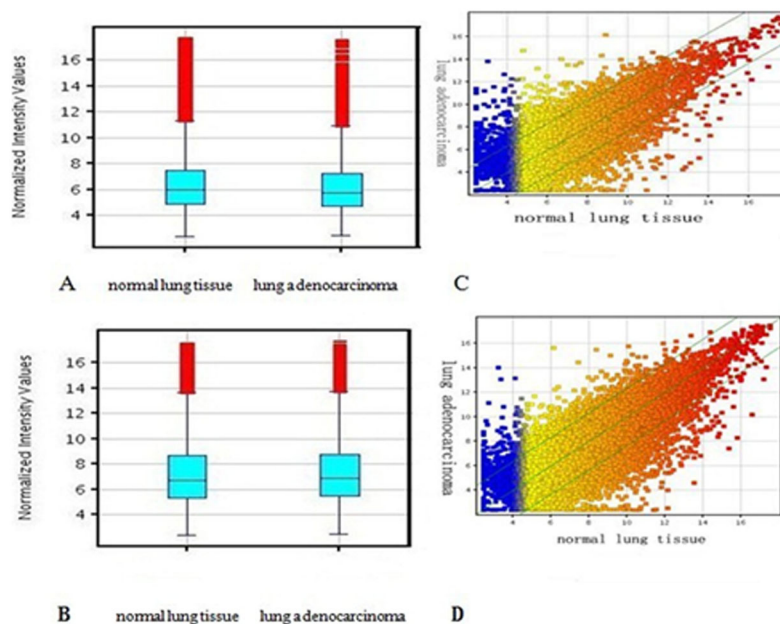 Normalized Intensity Values
16
14
12
10
8
6
4
A normal lung tissue lung adenocarcinoma
lung adenocarcinoma
16
14
12
10
8
6
4
4 6 8 10 12 14 16
normal lung tissue
C
Normalized Intensity Values
16
14
12
10
8
6
4
B normal lung tissue lung adenocarcinoma
lung adenocarcinoma
16
14
12
10
8
6
4
4 6 8 10 12 14 16
normal lung tissue
D